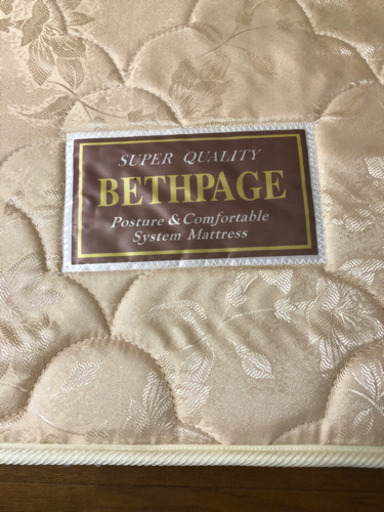 SUPER QUALITY
BETHPAGE
Posture & Comfortable
System Mattress